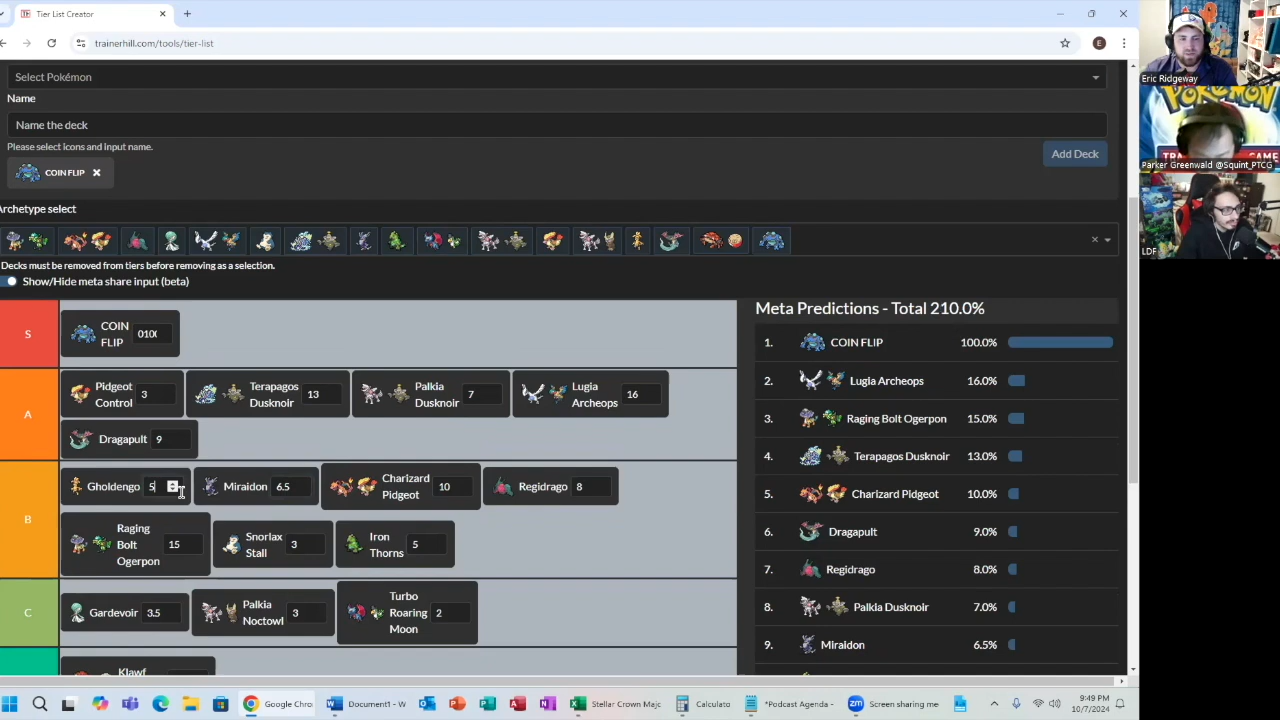 Tier List Creator
trainerhill.com/tools/tier-list
E
Select Pokémon
Name
Name the deck
Please select Icons and input name.
Add Deck
COIN FLIP
Archetype select
Decks must be removed from tiers before removing as a selection.
Show/Hide meta share input (beta)
S
COIN FLIP
010
A
Pidgeot Control 3
Terapagos Dusknoir 13
Palkia Dusknoir 7
Lugia Archeops 16
Dragapult 9
B
Gholdengo 5
Miraidon 6.5
Charizard Pidgeot 10
Regidrago 8
Raging Bolt Ogerpon 15
Snorlax Stall 3
Iron Thorns 5
C
Gardevoir 3.5
Palkia Noctowl 3
Turbo Roaring Moon 2
Klawf
Meta Predictions - Total 210.0%
1. COIN FLIP 100.0%
2. Lugia Archeops 16.0%
3. Raging Bolt Ogerpon 15.0%
4. Terapagos Dusknoir 13.0%
5. Charizard Pidgeot 10.0%
6. Dragapult 9.0%
7. Regidrago 8.0%
8. Palkia Dusknoir 7.0%
9. Miraidon 6.5%
Eric Ridgeway
POKÉMON
GAME
Parker Greenwald @Squint_PTCG
LDF
Google Chro
Document1 - W
Stellar Crown Majc
Calculato
*Podcast Agenda -
Screen sharing me
9:49 PM
10/7/2024